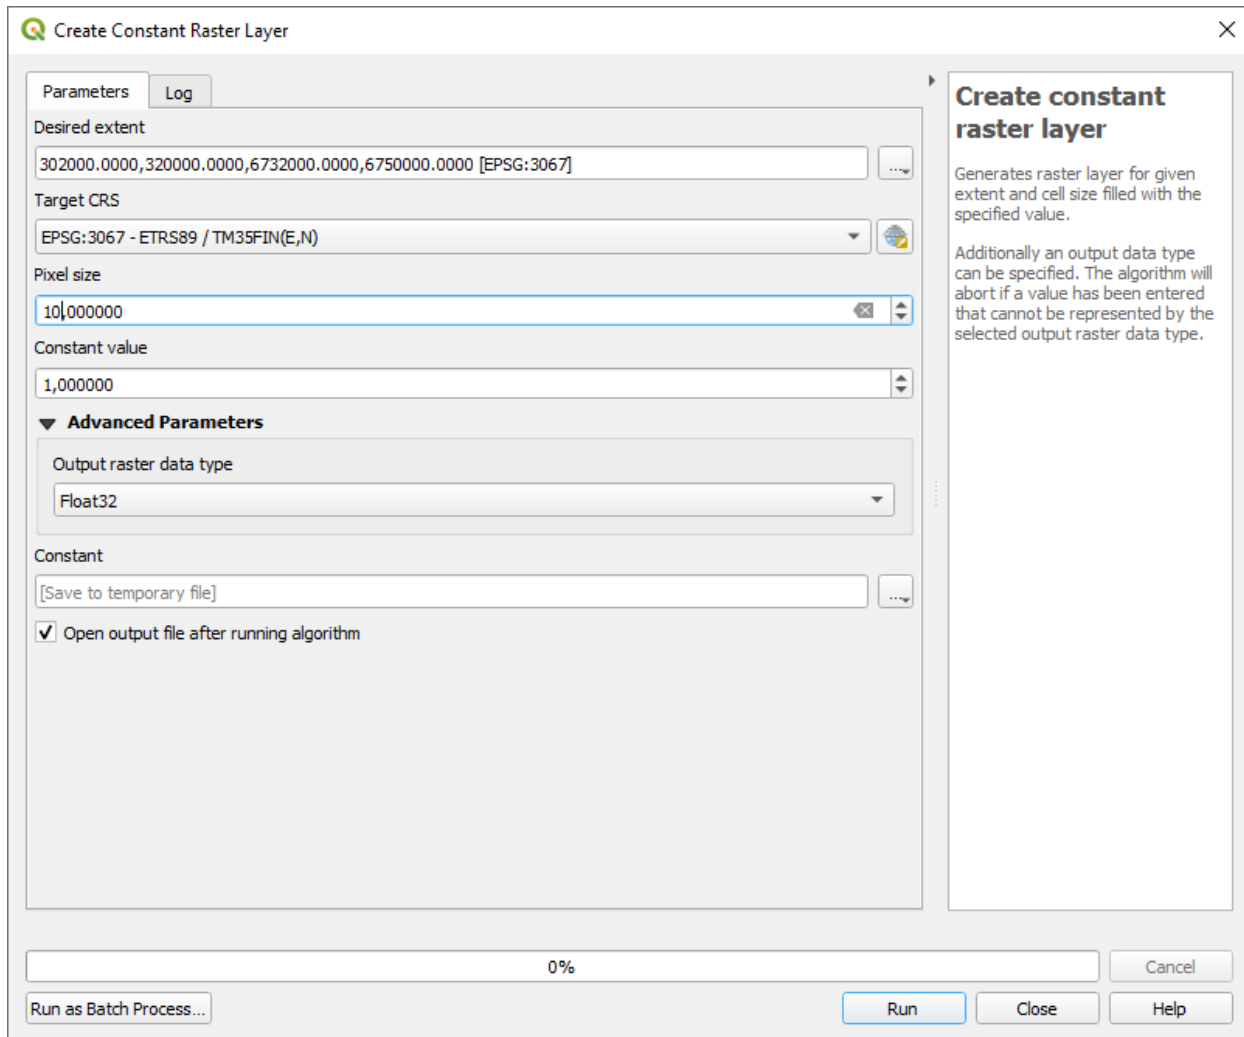 Create Constant Raster Layer
Parameters
Log
Desired extent
302000.0000,320000.0000,6732000.0000,6750000.0000 [EPSG:3067]
...
Target CRS
EPSG:3067 - ETRS89 / TM35FIN(E,N)
Pixel size
10,000000
Constant value
1,000000
Advanced Parameters
Output raster data type
Float32
Constant
[Save to temporary file]
...
Open output file after running algorithm
Create constant
raster layer
Generates raster layer for given
extent and cell size filled with the
specified value.
Additionally an output data type
can be specified. The algorithm will
abort if a value has been entered
that cannot be represented by the
selected output raster data type.
0%
Cancel
Run as Batch Process...
Run
Close
Help